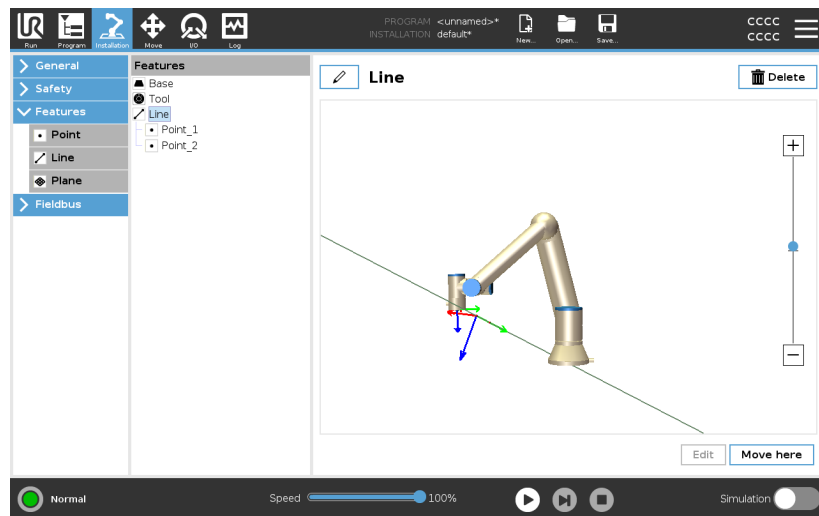 UR
Run
Program
Installation
Move
I/O
Log
PROGRAM <unnamed>*
INSTALLATION default*
New...
Open...
Save...
CCCC
CCCC
General
Safety
Features
Point
Line
Plane
Fieldbus
Features
Base
Tool
Line
Point_1
Point_2
Line
Delete
+
−
Edit
Move here
Normal
Speed
100%
Simulation